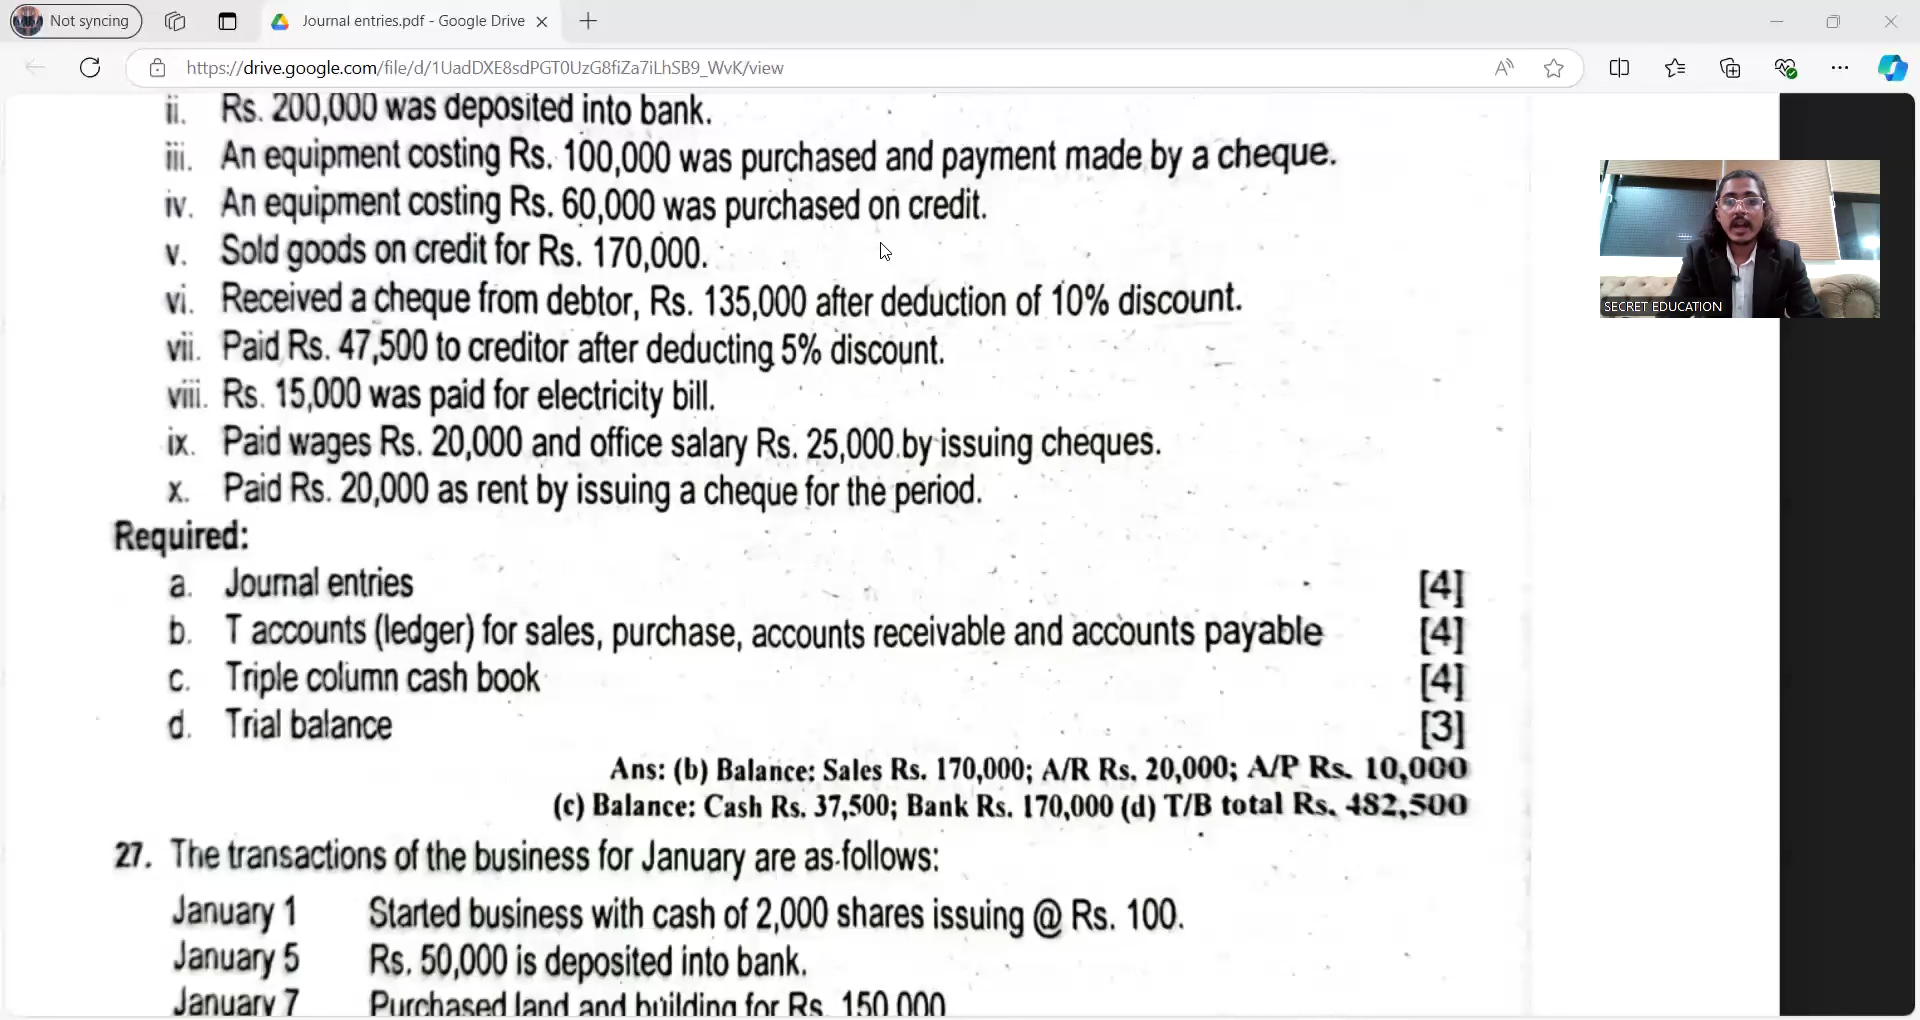 Not syncing
Journal entries.pdf - Google Drive
https://drive.google.com/file/d/1UadDXE8sdPGT0UzG8fiZa7iLhSB9_WvK/view
ii. Rs. 200,000 was deposited into bank.
iii. An equipment costing Rs. 100,000 was purchased and payment made by a cheque.
iv. An equipment costing Rs. 60,000 was purchased on credit.
v. Sold goods on credit for Rs. 170,000.
vi. Received a cheque from debtor, Rs. 135,000 after deduction of 10% discount.
vii. Paid Rs. 47,500 to creditor after deducting 5% discount.
viii. Rs. 15,000 was paid for electricity bill.
ix. Paid wages Rs. 20,000 and office salary Rs. 25,000 by issuing cheques.
x. Paid Rs. 20,000 as rent by issuing a cheque for the period.
Required:
a. Journal entries [4]
b. T accounts (ledger) for sales, purchase, accounts receivable and accounts payable [4]
c. Triple column cash book [4]
d. Trial balance [3]
Ans: (b) Balance: Sales Rs. 170,000; A/R Rs. 20,000; A/P Rs. 10,000
(c) Balance: Cash Rs. 37,500; Bank Rs. 170,000 (d) T/B total Rs. 482,500
27. The transactions of the business for January are as follows:
January 1 Started business with cash of 2,000 shares issuing @ Rs. 100.
January 5 Rs. 50,000 is deposited into bank.
January 7 Purchased land and building for Rs. 150,000
SECRET EDUCATION